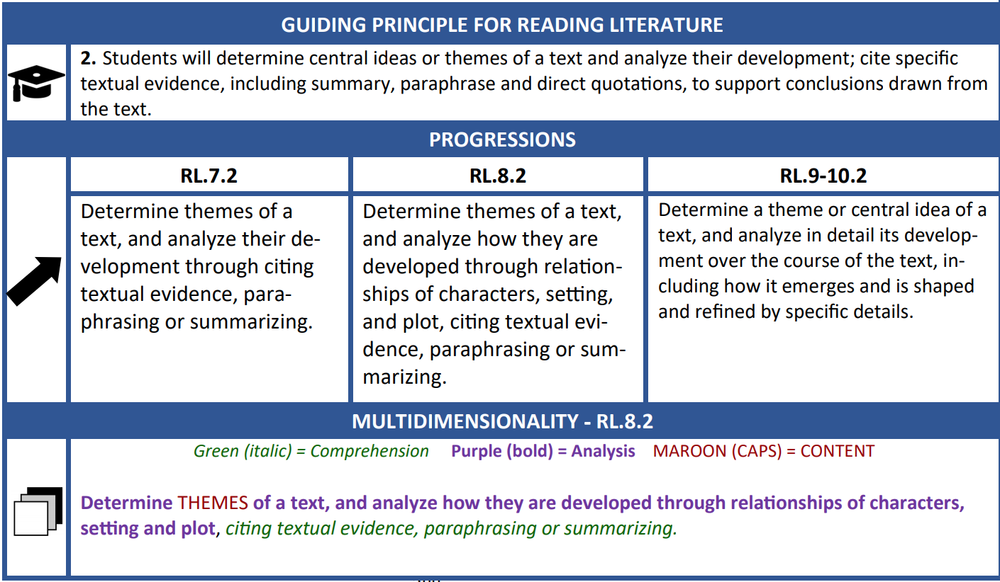 GUIDING PRINCIPLE FOR READING LITERATURE
2. Students will determine central ideas or themes of a text and analyze their development; cite specific
textual evidence, including summary, paraphrase and direct quotations, to support conclusions drawn from
the text.
PROGRESSIONS
RL.7.2
Determine themes of a
text, and analyze their de-
velopment through citing
textual evidence, para-
phrasing or summarizing.
RL.8.2
Determine themes of a text,
and analyze how they are
developed through relation-
ships of characters, setting,
and plot, citing textual evi-
dence, paraphrasing or sum-
marizing.
RL.9-10.2
Determine a theme or central idea of a
text, and analyze in detail its develop-
ment over the course of the text, in-
cluding how it emerges and is shaped
and refined by specific details.
MULTIDIMENSIONALITY - RL.8.2
Green (italic) = Comprehension Purple (bold) = Analysis MAROON (CAPS) = CONTENT
Determine THEMES of a text, and analyze how they are developed through relationships of characters,
setting and plot, citing textual evidence, paraphrasing or summarizing.